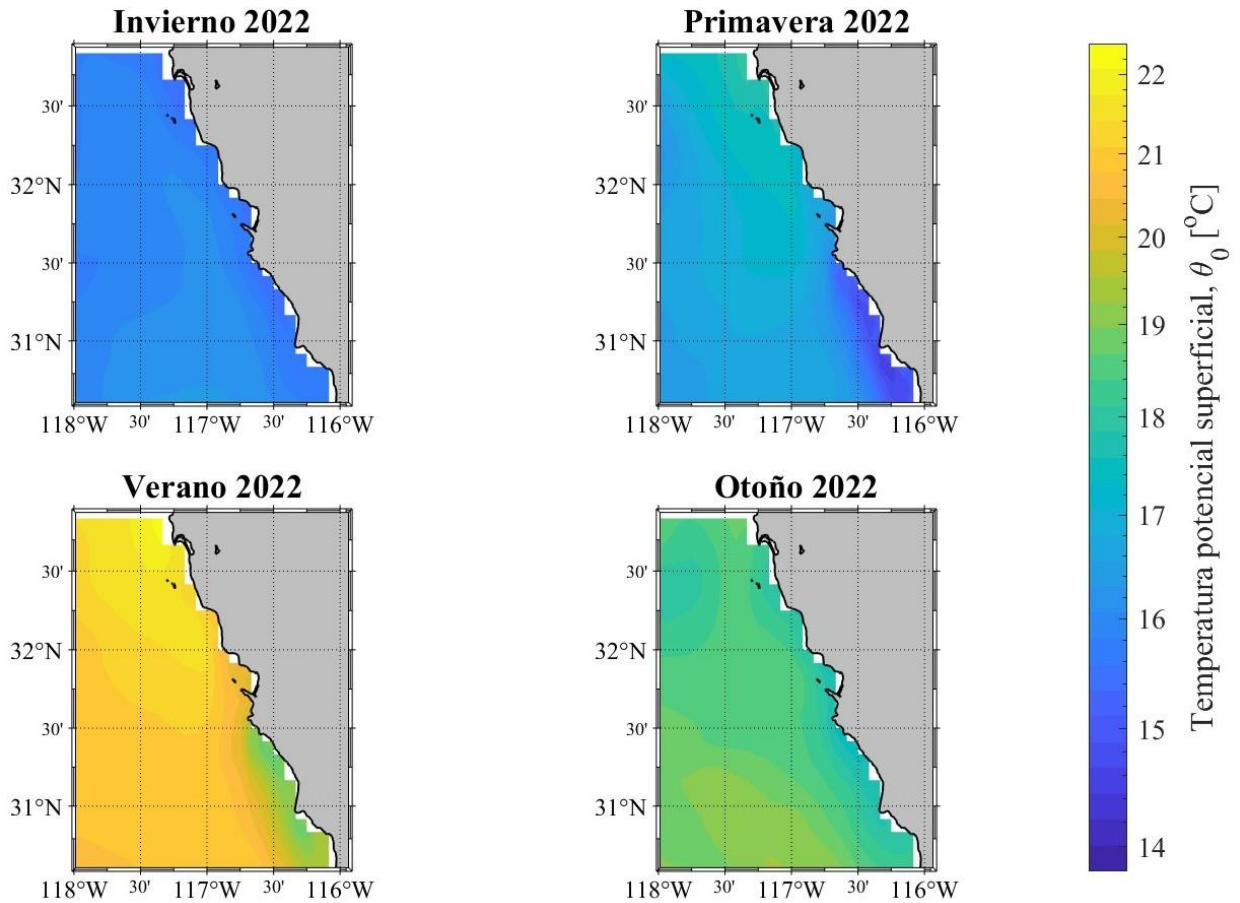 Invierno 2022
30'
32°N
30'
31°N
118°W 30' 117°W 30' 116°W
Primavera 2022
30'
32°N
30'
31°N
118°W 30' 117°W 30' 116°W
Verano 2022
30'
32°N
30'
31°N
118°W 30' 117°W 30' 116°W
Otoño 2022
30'
32°N
30'
31°N
118°W 30' 117°W 30' 116°W
22
21
20
19
18
17
16
15
14
Temperatura potencial superficial, θ₀ [°C]